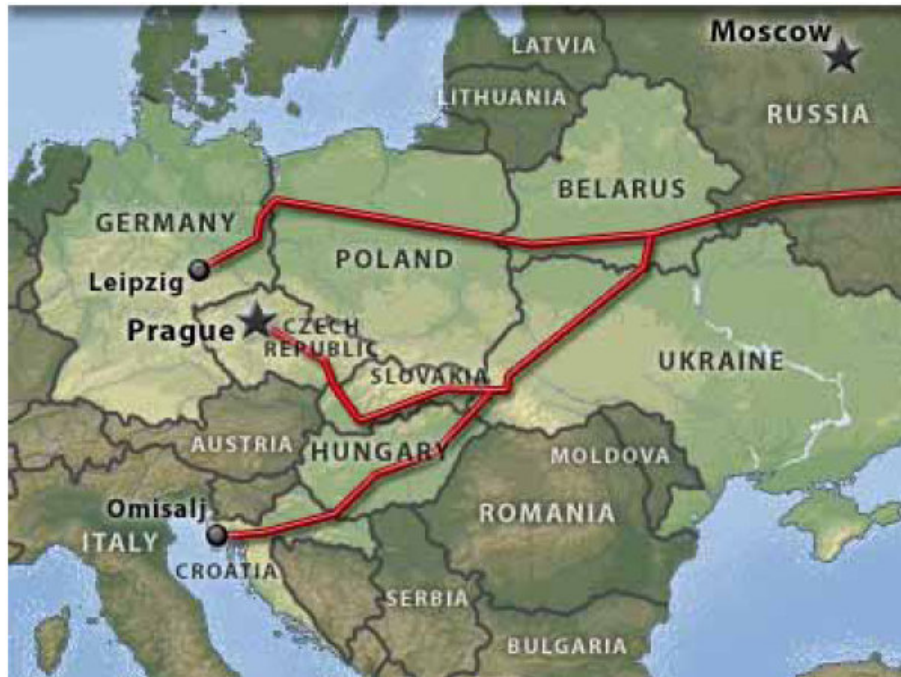 LATVIA
Moscow
LITHUANIA
RUSSIA
BELARUS
GERMANY
POLAND
Leipzig
Prague
CZECH
REPUBLIC
UKRAINE
SLOVAKIA
AUSTRIA
HUNGARY
MOLDOVA
Omisalj
ROMANIA
ITALY
CROATIA
SERBIA
BULGARIA